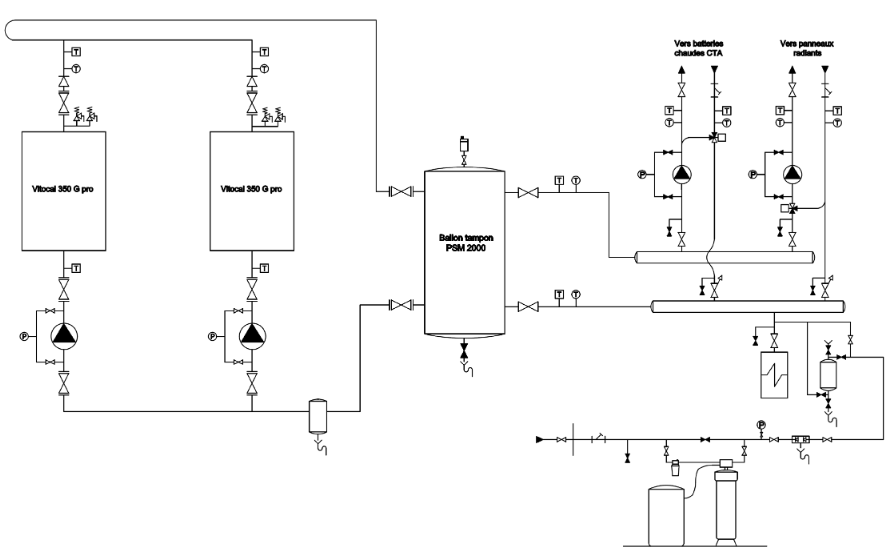 Vers batteries
chaudes CTA
Vers panneaux
radiants
T
T
T
T
T
T
T
T
T
T
T
T
Vitocal 350 G pro
Vitocal 350 G pro
P
P
T
T
Ballon tampon
PSM 2000
T
T
T
T
T
T
P
P
P